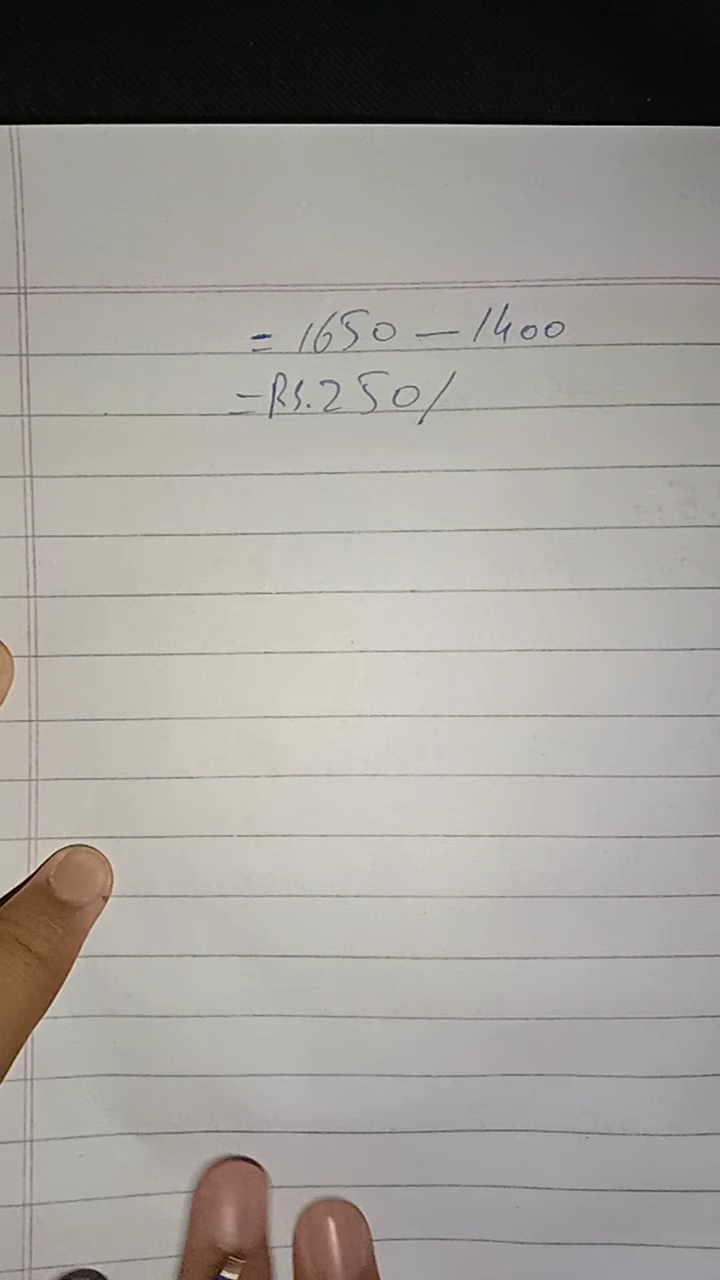 = 1650 — 1400
= Rs. 250/